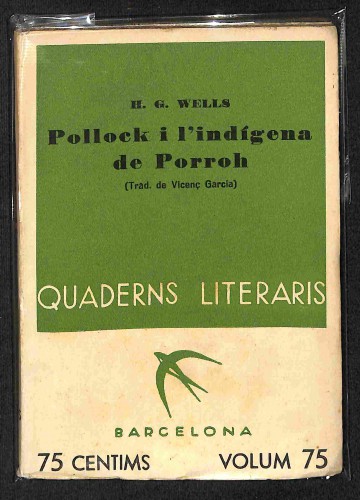 H. G. WELLS
Pollock i l'indígena
de Porroh
(Trad. de Vicenç Garcia)
QUADERNS LITERARIS
BARCELONA
75 CENTIMS VOLUM 75